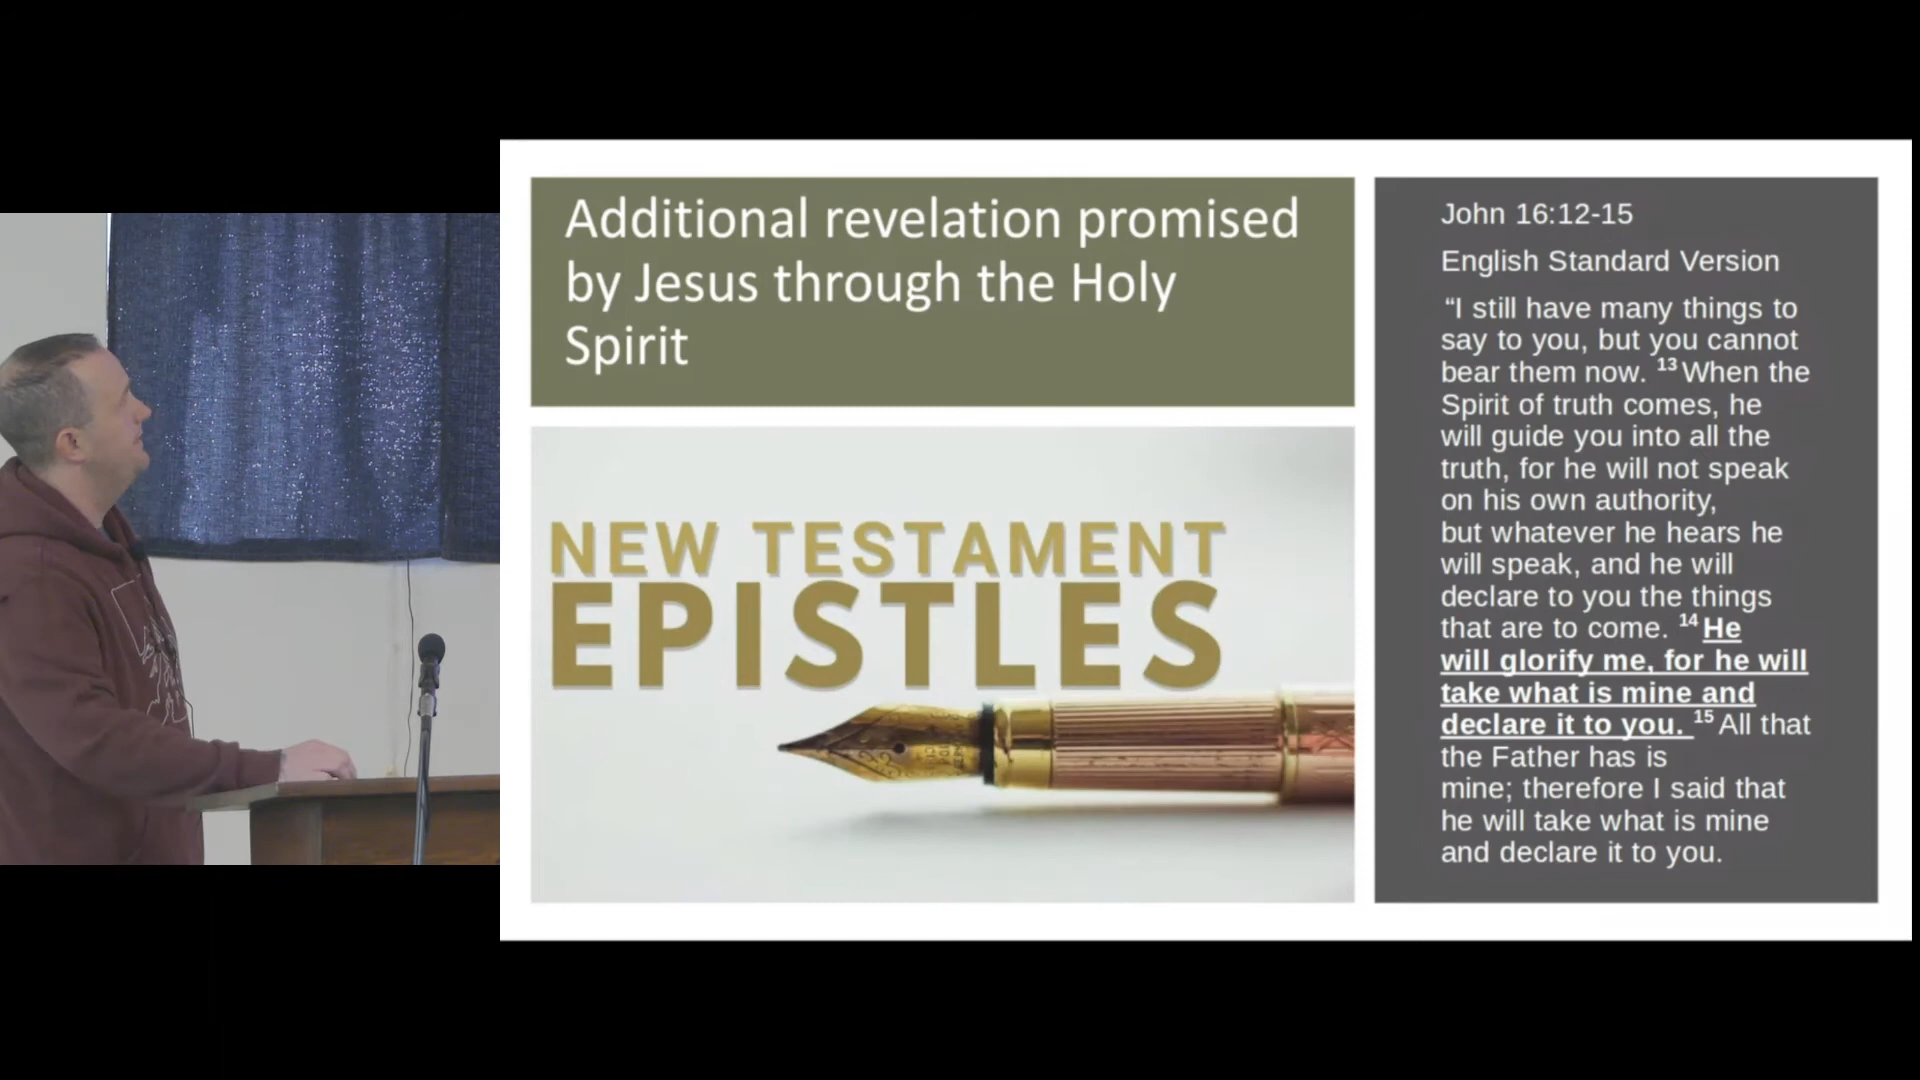 Additional revelation promised
by Jesus through the Holy
Spirit
NEW TESTAMENT
EPISTLES
John 16:12-15
English Standard Version
“I still have many things to
say to you, but you cannot
bear them now. 13 When the
Spirit of truth comes, he
will guide you into all the
truth, for he will not speak
on his own authority,
but whatever he hears he
will speak, and he will
declare to you the things
that are to come. 14 He
will glorify me, for he will
take what is mine and
declare it to you. 15 All that
the Father has is
mine; therefore I said that
he will take what is mine
and declare it to you.